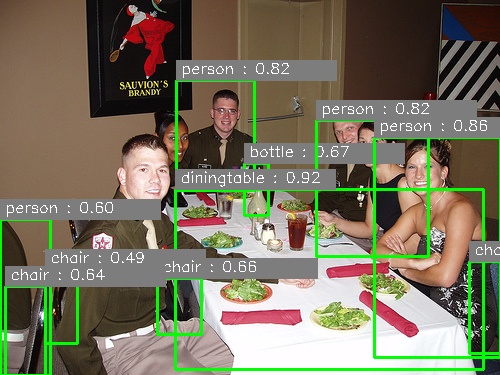 SAUVION'S
BRANDY
person : 0.82
person : 0.82
person : 0.86
bottle : 0.67
diningtable : 0.92
person : 0.60
chair : 0.49
chair : 0.66
chair : 0.64
cho